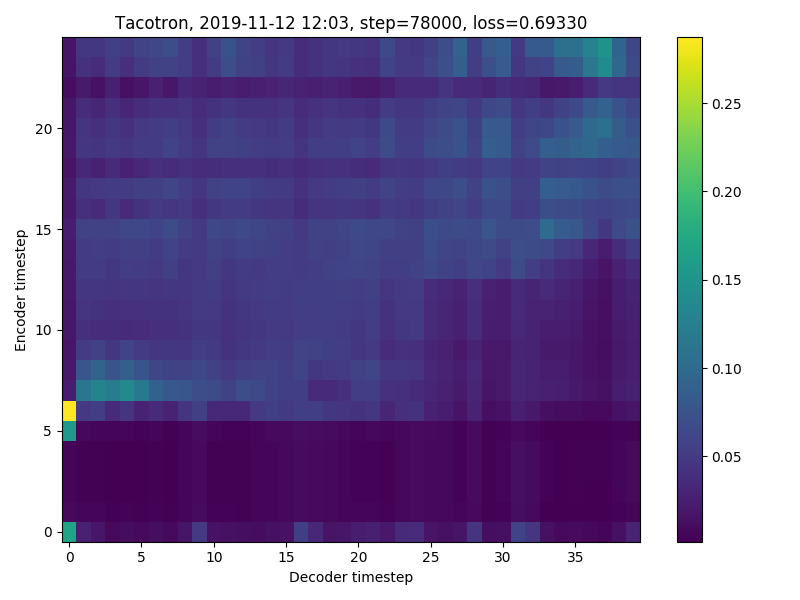 Tacotron, 2019-11-12 12:03, step=78000, loss=0.69330
Encoder timestep
20
15
10
5
0
0 5 10 15 20 25 30 35
Decoder timestep
0.25
0.20
0.15
0.10
0.05